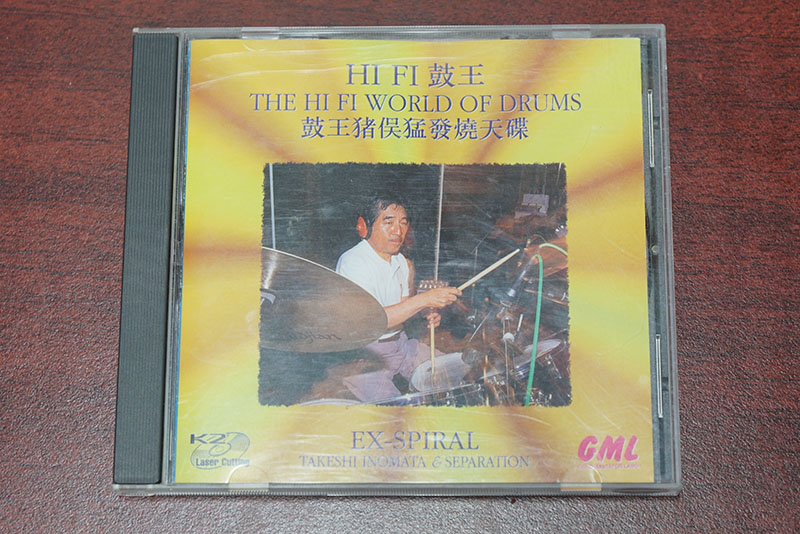 HI FI 鼓王
THE HI FI WORLD OF DRUMS
鼓王猪俣猛發燒天碟
EX-SPIRAL
TAKESHI INOMATA & SEPARATION
K2
Laser Cutting
GML